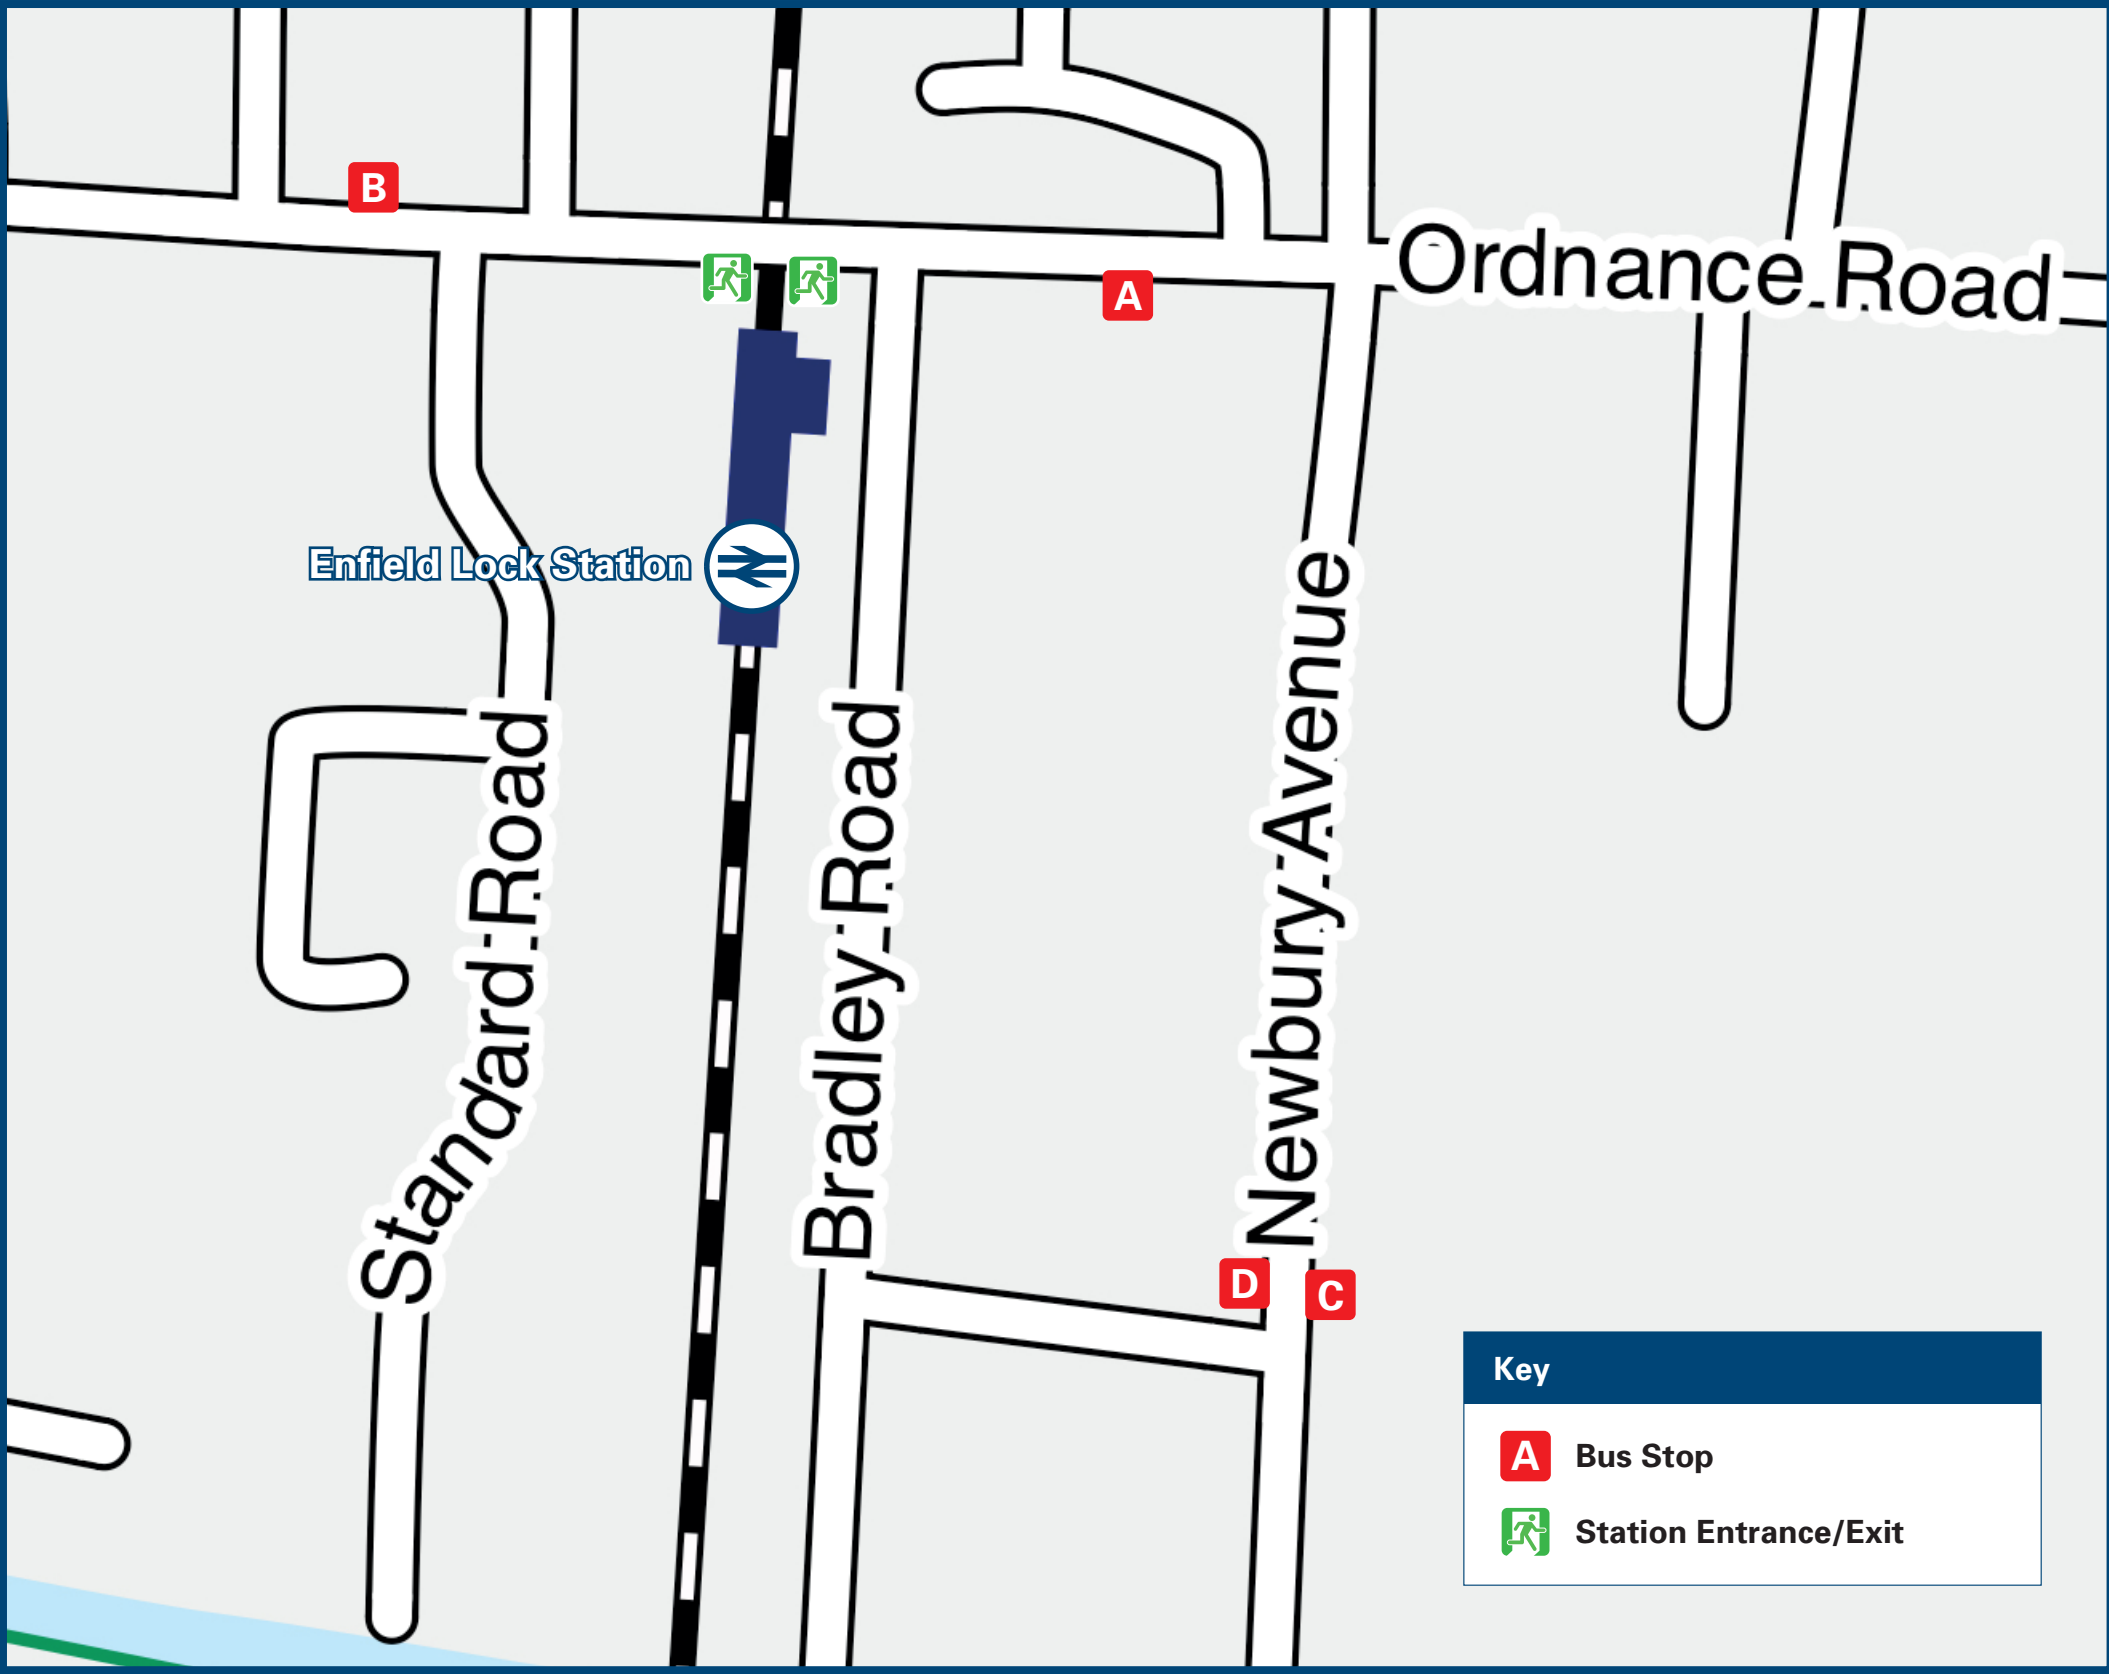 B
A
Ordnance Road
Enfield Lock Station
Standard Road
Bradley Road
Newbury Avenue
D
C
Key
A Bus Stop
Station Entrance/Exit